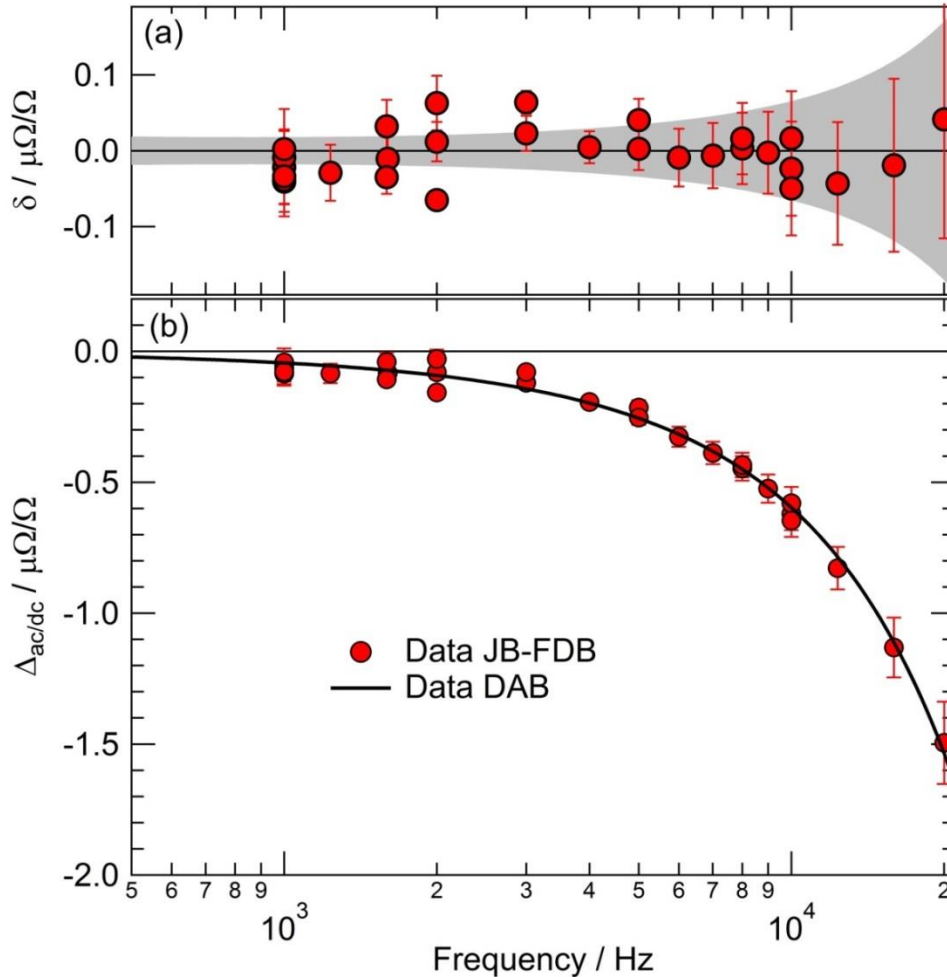 (a)
0.1
0.0
-0.1
δ / μΩ/Ω
(b)
0.0
-0.5
-1.0
-1.5
-2.0
Δac/dc / μΩ/Ω
Data JB-FDB
Data DAB
5 6 7 8 9 2 3 4 5 6 7 8 9 2
10³ 10⁴
Frequency / Hz